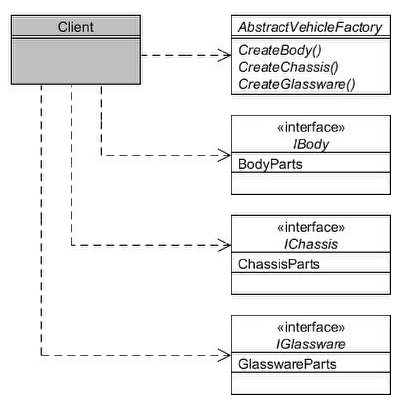 Client
AbstractVehicleFactory
CreateBody()
CreateChassis()
CreateGlassware()
«interface»
IBody
BodyParts
«interface»
IChassis
ChassisParts
«interface»
IGlassware
GlasswareParts